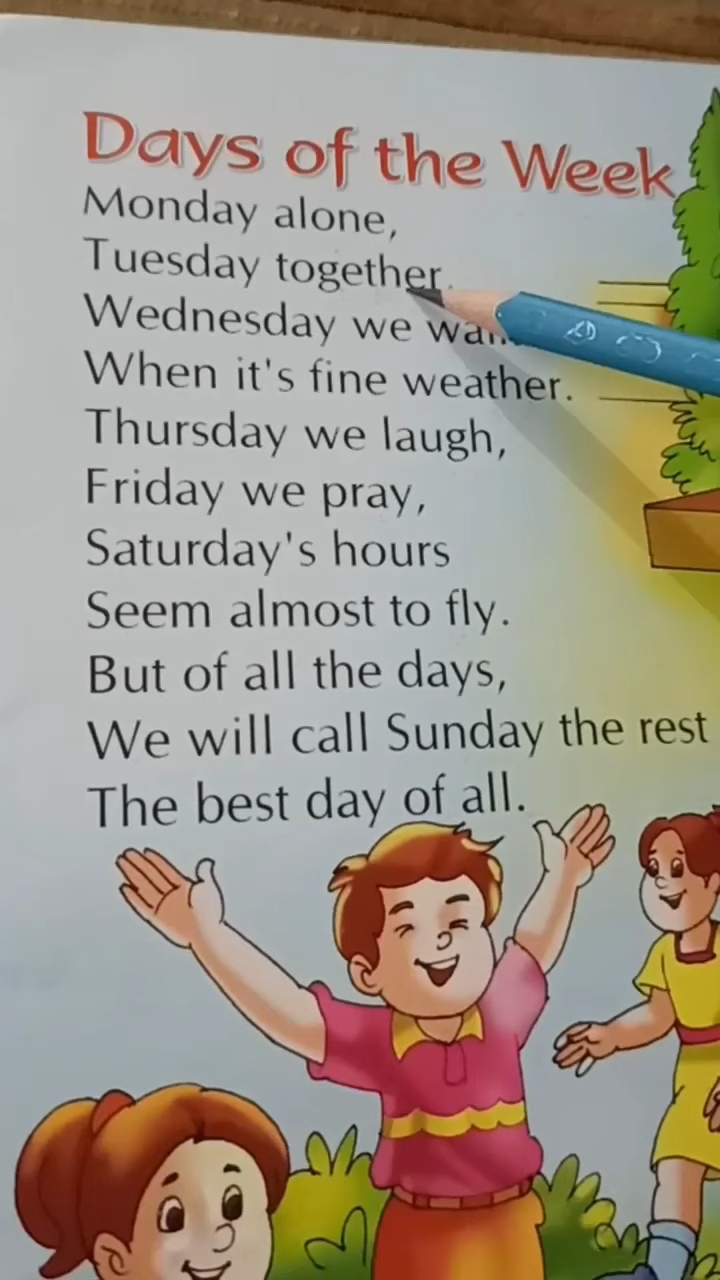 Days of the Week
Monday alone,
Tuesday together.
Wednesday we
When it's fine weather.
Thursday we laugh,
Friday we pray,
Saturday's hours
Seem almost to fly.
But of all the days,
We will call Sunday the rest
The best day of all.